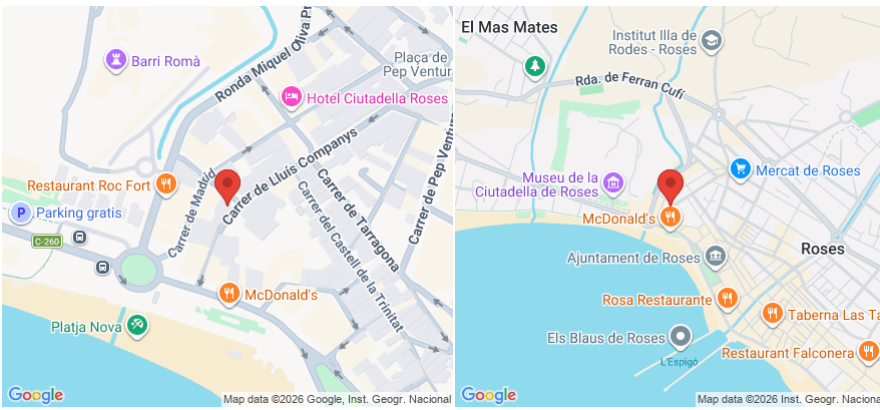 Ronda Miquel Oliva Pr
Plaça de
Pep Ventur
Barri Romà
Hotel Ciutadella Roses
Carrer de Lluís Companys
Restaurant Roc Fort
Carrer de Madrid
Carrer de Tarragona
Carrer de Pep Ventur
Carrer del Castell de la Trinitat
P Parking gratis
C-260
McDonald's
Platja Nova
Google
Map data ©2026 Google, Inst. Geogr. Nacional
El Mas Mates
Institut Illa de
Rodes - Roses
Rda. de Ferran Cufí
Mercat de Roses
Museu de la
Ciutadella de Roses
McDonald's
Roses
Ajuntament de Roses
Rosa Restaurante
Taberna Las Ta
Els Blaus de Roses
L'Espigó
Restaurant Falconera
Google
Map data ©2026 Inst. Geogr. Naciona